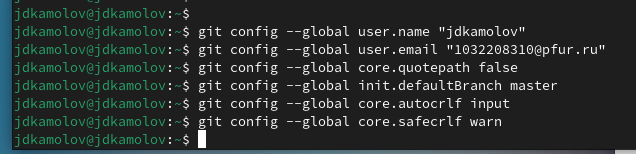 jdkamolov@jdkamolov:~$
jdkamolov@jdkamolov:~$ git config --global user.name "jdkamolov"
jdkamolov@jdkamolov:~$ git config --global user.email "1032208310@pfur.ru"
jdkamolov@jdkamolov:~$ git config --global core.quotepath false
jdkamolov@jdkamolov:~$ git config --global init.defaultBranch master
jdkamolov@jdkamolov:~$ git config --global core.autocrlf input
jdkamolov@jdkamolov:~$ git config --global core.safecrlf warn
jdkamolov@jdkamolov:~$